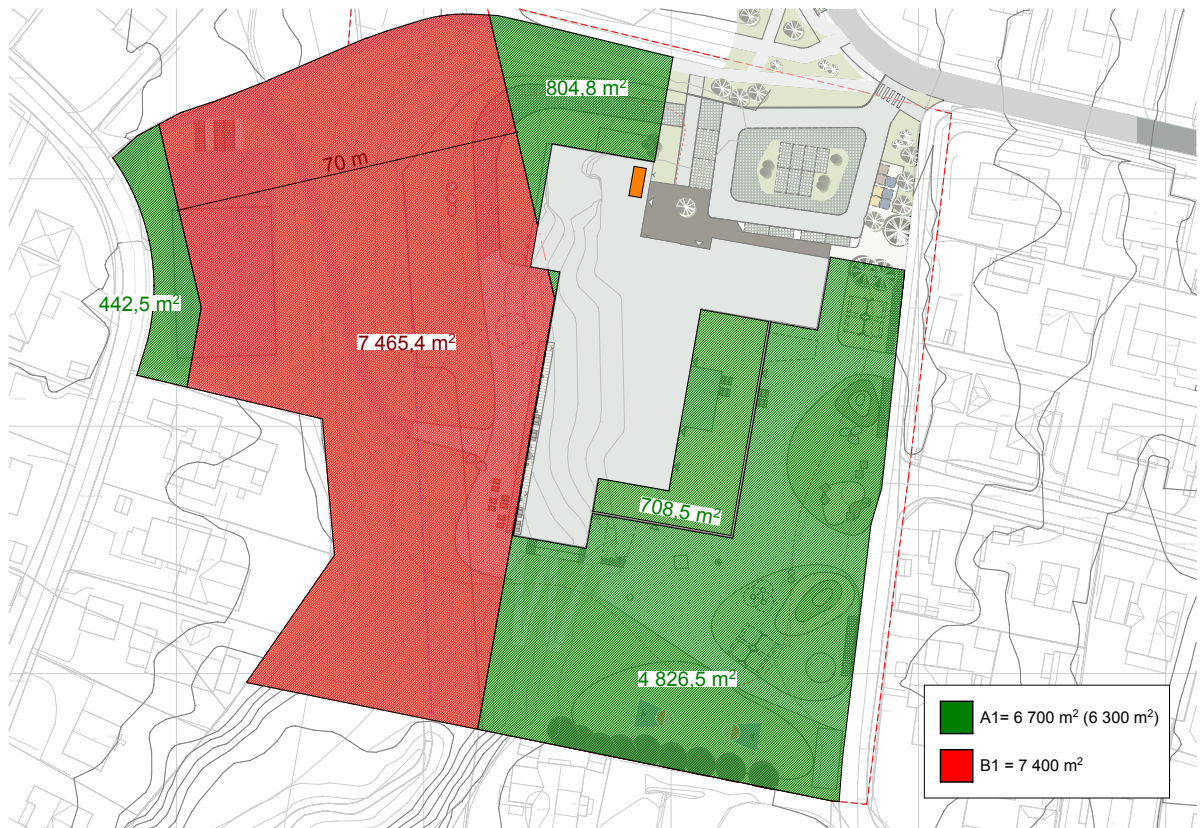 804,8 m²
70 m
442,5 m²
7 465,4 m²
708,5 m²
4 826,5 m²
A1= 6 700 m² (6 300 m²)
B1 = 7 400 m²